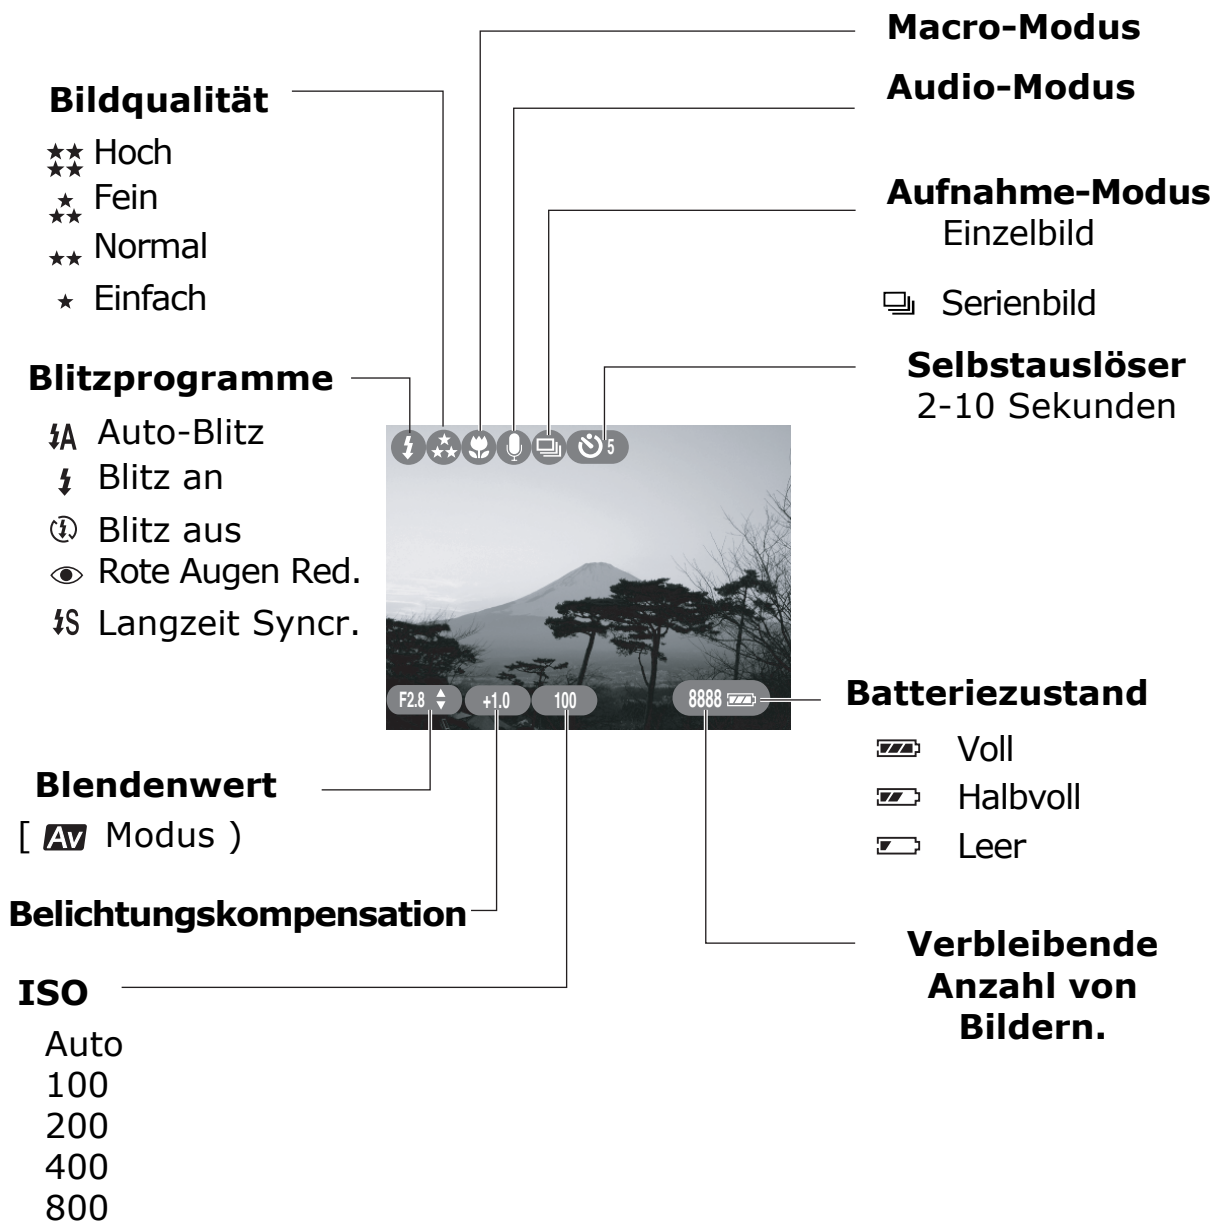 Macro-Modus
Audio-Modus
Bildqualität
Hoch
Fein
Normal
Einfach
Aufnahme-Modus
Einzelbild
Serienbild
Selbstauslöser
2-10 Sekunden
Blitzprogramme
A Auto-Blitz
Blitz an
Blitz aus
Rote Augen Red.
S Langzeit Syncr.
5
F2.8 +1.0 100 8888
Batteriezustand
Voll
Halbvoll
Leer
Blendenwert
[ Av Modus )
Belichtungskompensation
Verbleibende
Anzahl von
Bildern.
ISO
Auto
100
200
400
800